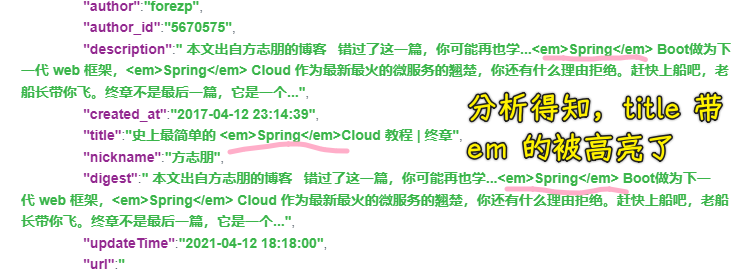 "author":"forezp",
"author_id":"5670575",
"description":" 本文出自方志朋的博客 错过了这一篇，你可能再也学...<em>Spring</em> Boot做为下
一代 web 框架，<em>Spring</em> Cloud 作为最新最火的微服务的翘楚，你还有什么理由拒绝。赶快上船吧，老
船长带你飞。终章不是最后一篇，它是一个...",
"created_at":"2017-04-12 23:14:39",
"title":"史上最简单的 <em>Spring</em>Cloud 教程 | 终章",
"nickname":"方志朋",
"digest":" 本文出自方志朋的博客 错过了这一篇，你可能再也学...<em>Spring</em> Boot做为下一
代 web 框架，<em>Spring</em> Cloud 作为最新最火的微服务的翘楚，你还有什么理由拒绝。赶快上船吧，老船
长带你飞。终章不是最后一篇，它是一个...",
"updateTime":"2021-04-12 18:18:00",
"url":"
分析得知，title 带
em 的被高亮了